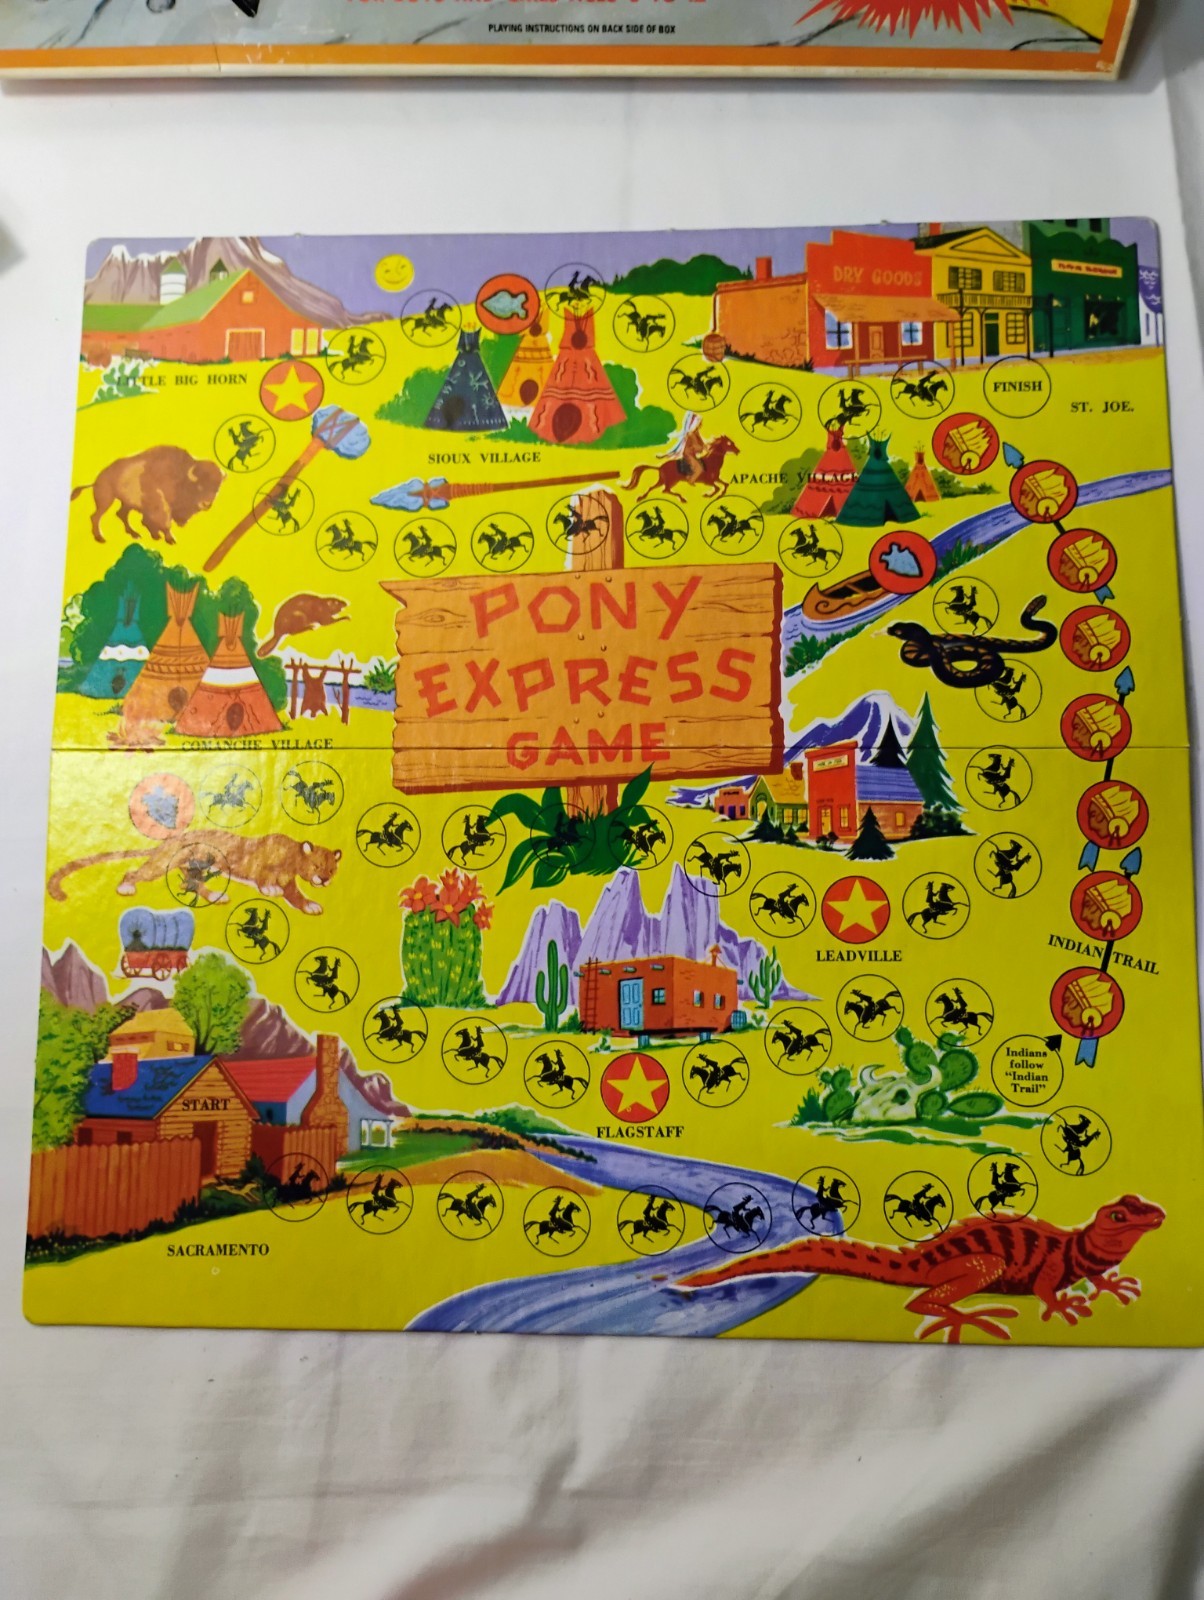 PLAYING INSTRUCTIONS ON BACK SIDE OF BOX
DRY GOODS
LITTLE BIG HORN
FINISH
ST. JOE.
SIOUX VILLAGE
APACHE VILLAGE
PONY
EXPRESS
GAME
COMANCHE VILLAGE
LEADVILLE
INDIAN TRAIL
Indians
follow
"Indian
Trail"
START
FLAGSTAFF
SACRAMENTO